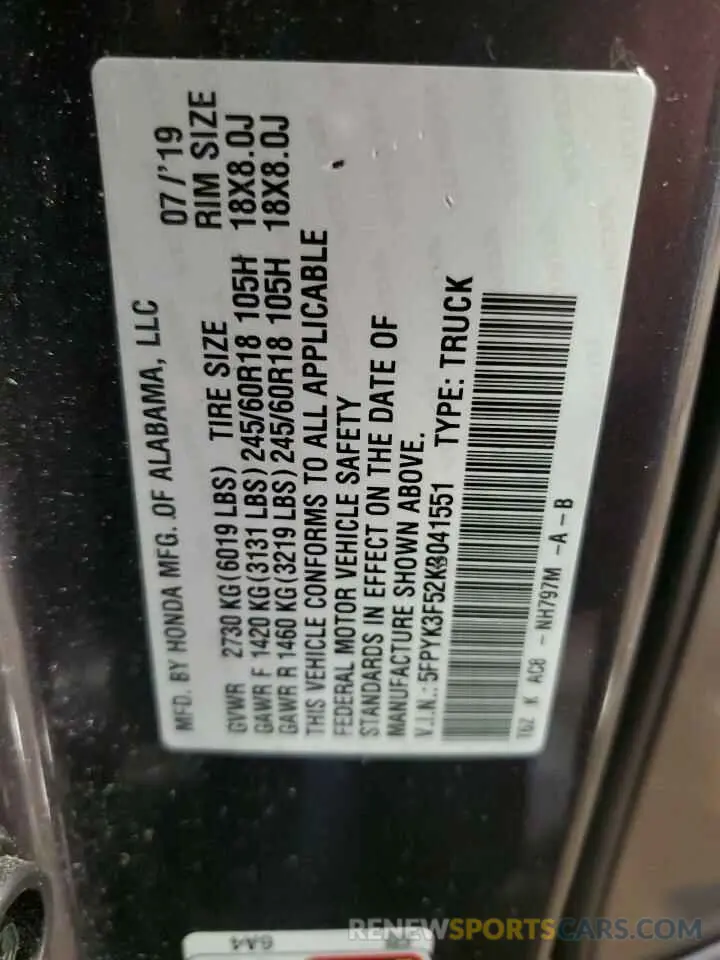 MFD. BY HONDA MFG. OF ALABAMA, LLC 07/'19
GVWR 2730 KG(6019 LBS) TIRE SIZE RIM SIZE
GAWR F 1420 KG(3131 LBS) 245/60R18 105H 18X8.0J
GAWR R 1460 KG(3219 LBS) 245/60R18 105H 18X8.0J
THIS VEHICLE CONFORMS TO ALL APPLICABLE
FEDERAL MOTOR VEHICLE SAFETY
STANDARDS IN EFFECT ON THE DATE OF
MANUFACTURE SHOWN ABOVE.
V.I.N.: 5FPYK3F52KB041551 TYPE: TRUCK
T6Z K AC8 - NH797M -A-B
6A4
RENEWSPORTSCARS.COM